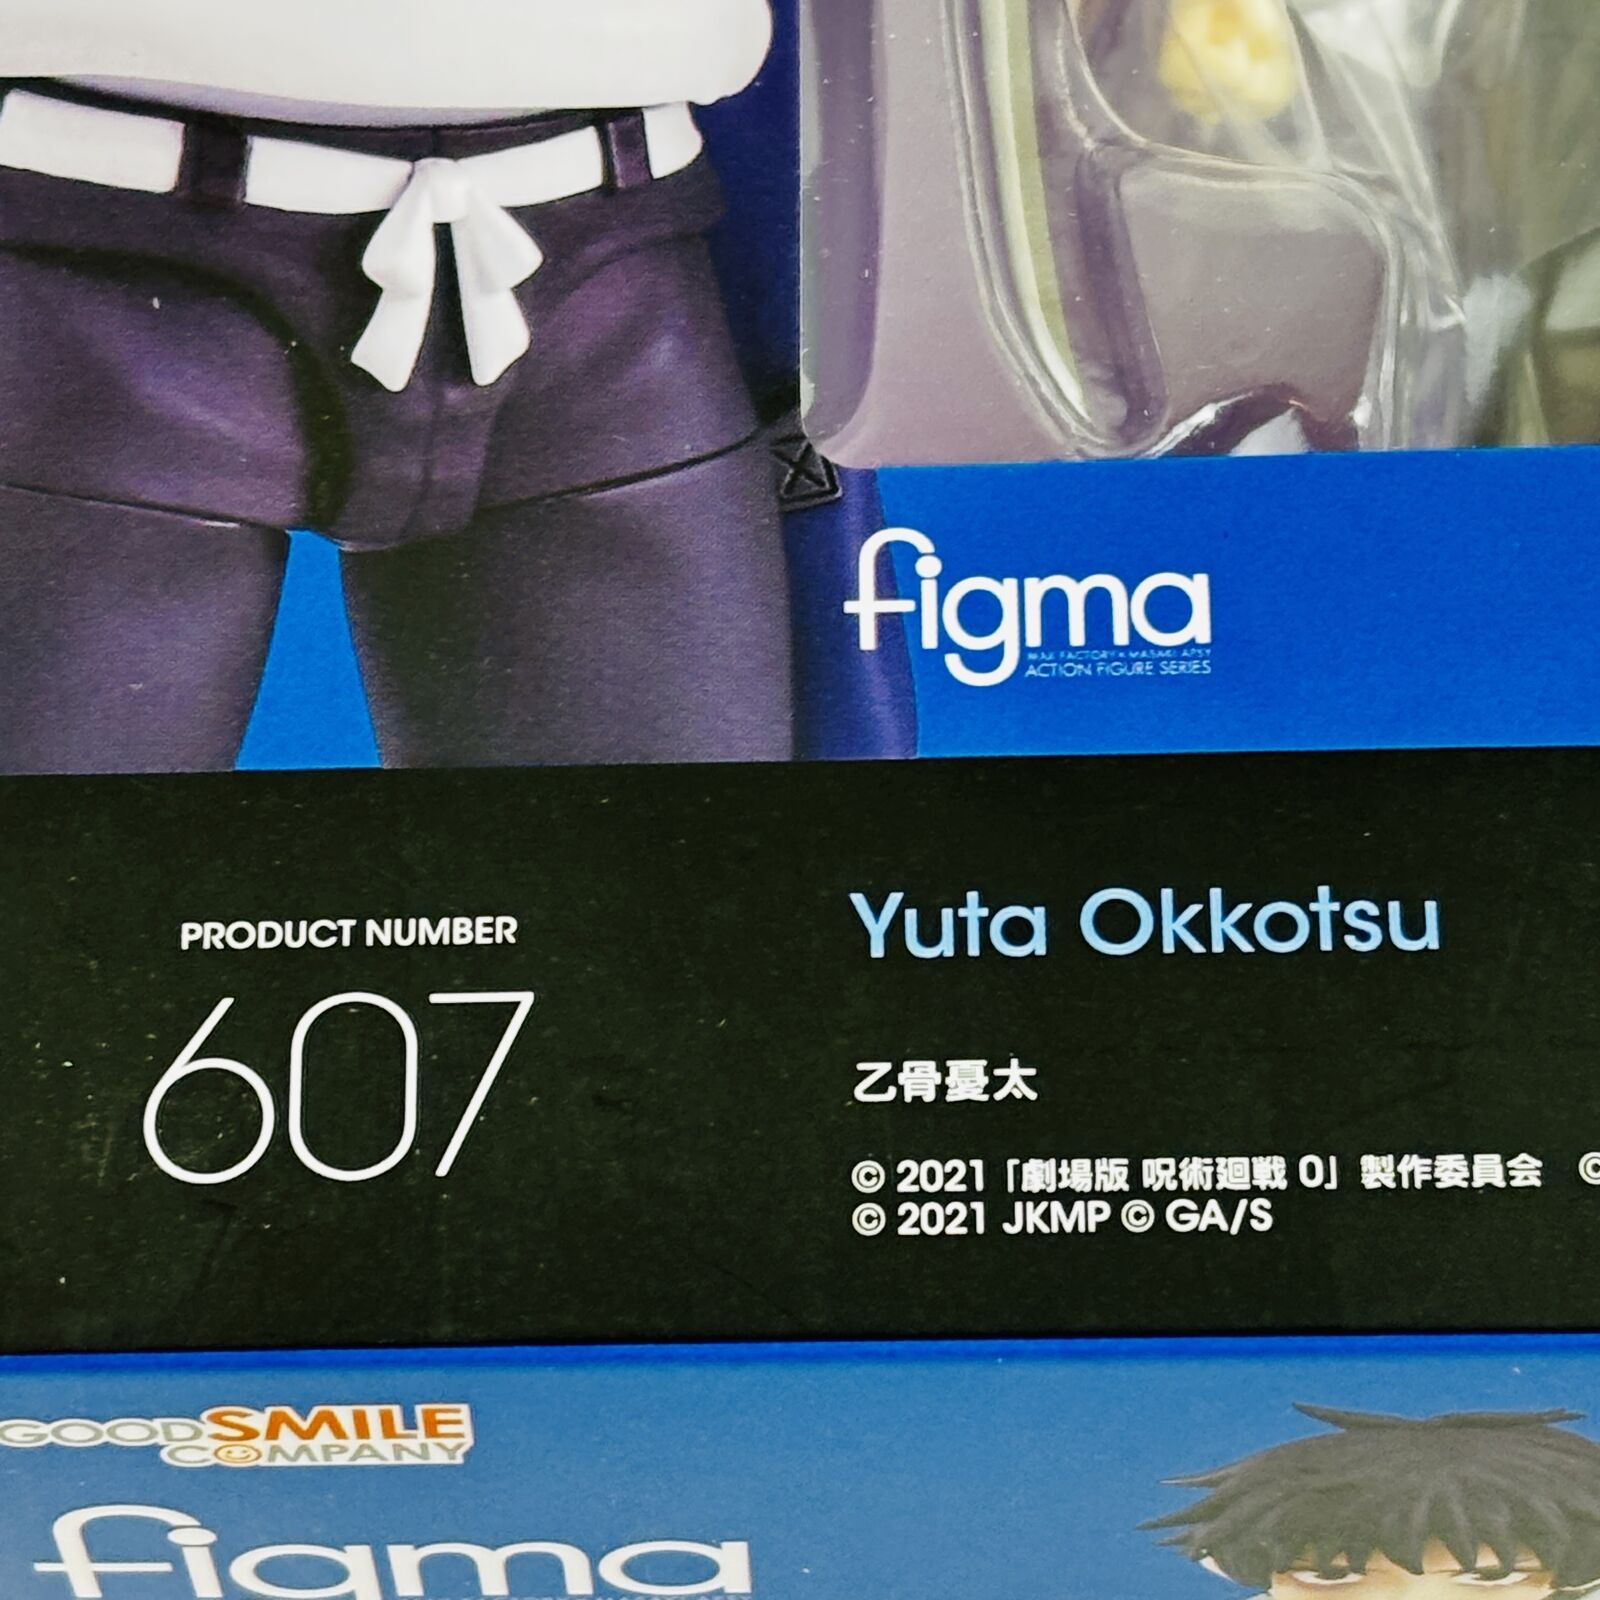 figma
MAX FACTORY×MASAKI APSY
ACTION FIGURE SERIES
PRODUCT NUMBER
607
Yuta Okkotsu
乙骨憂太
© 2021 「劇場版 呪術廻戦 0」 製作委員会 ©
© 2021 JKMP © GA/S
GOOD SMILE
COMPANY
figma